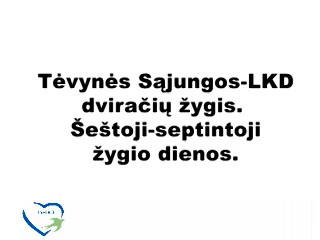 Tėvynės Sąjungos-LKD
dviračių žygis.
Šeštoji-septintoji
žygio dienos.